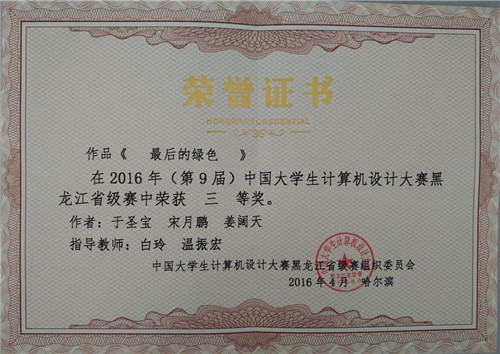 荣誉证书
HONORARY CREDENTIAL
作品《 最后的绿色 》
在2016年（第9届）中国大学生计算机设计大赛黑
龙江省级赛中荣获 三 等奖。
作者：于圣宝 宋月鹏 姜阔天
指导教师：白玲 温振宏
中国大学生计算机设计大赛黑龙江省级赛组织委员会
2016年4月 哈尔滨